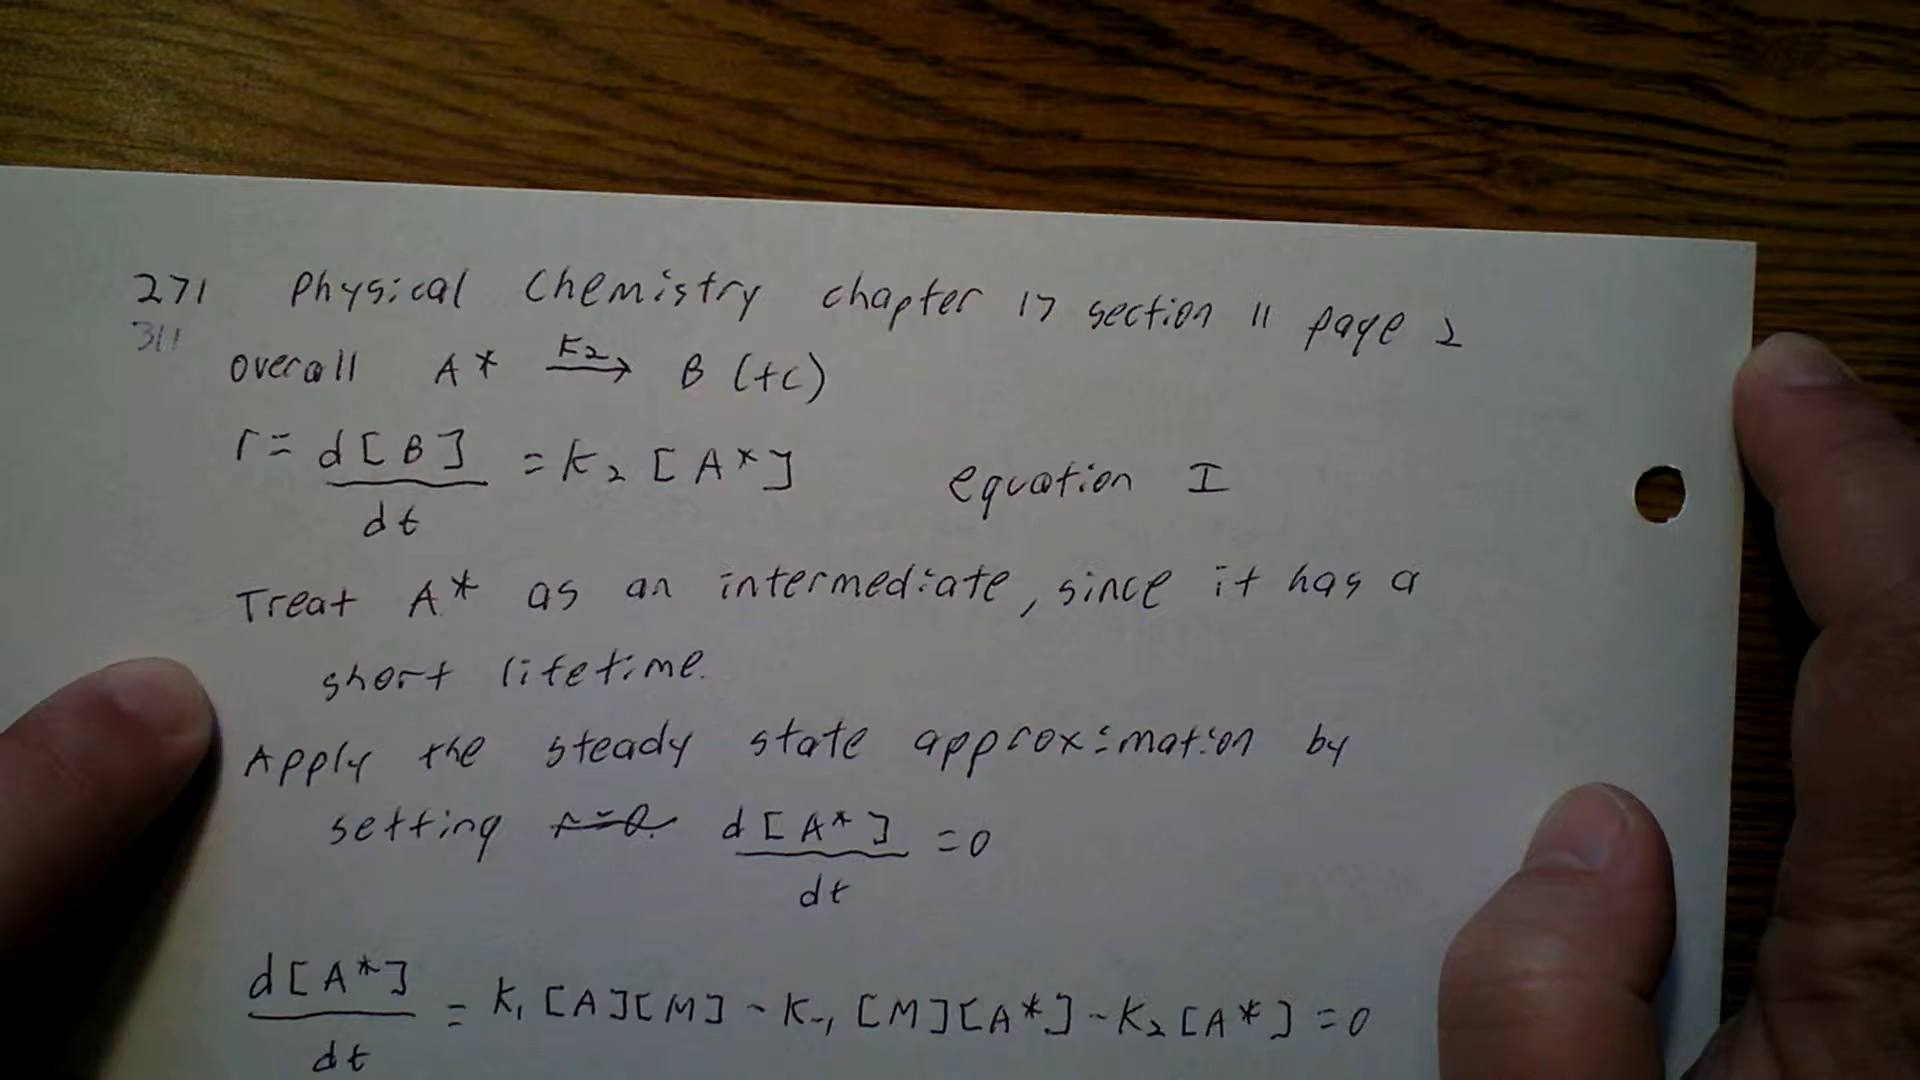 271 Physical Chemistry chapter 17 section 11 page 2
311
overall A* k2→ B (+C)
r = d[B]/dt = k2 [A*] equation I
Treat A* as an intermediate, since it has a
short lifetime.
Apply the steady state approximation by
setting r=0. d[A*]/dt = 0
d[A*]/dt = k1 [A][M] - k-1 [M][A*] - k2 [A*] = 0